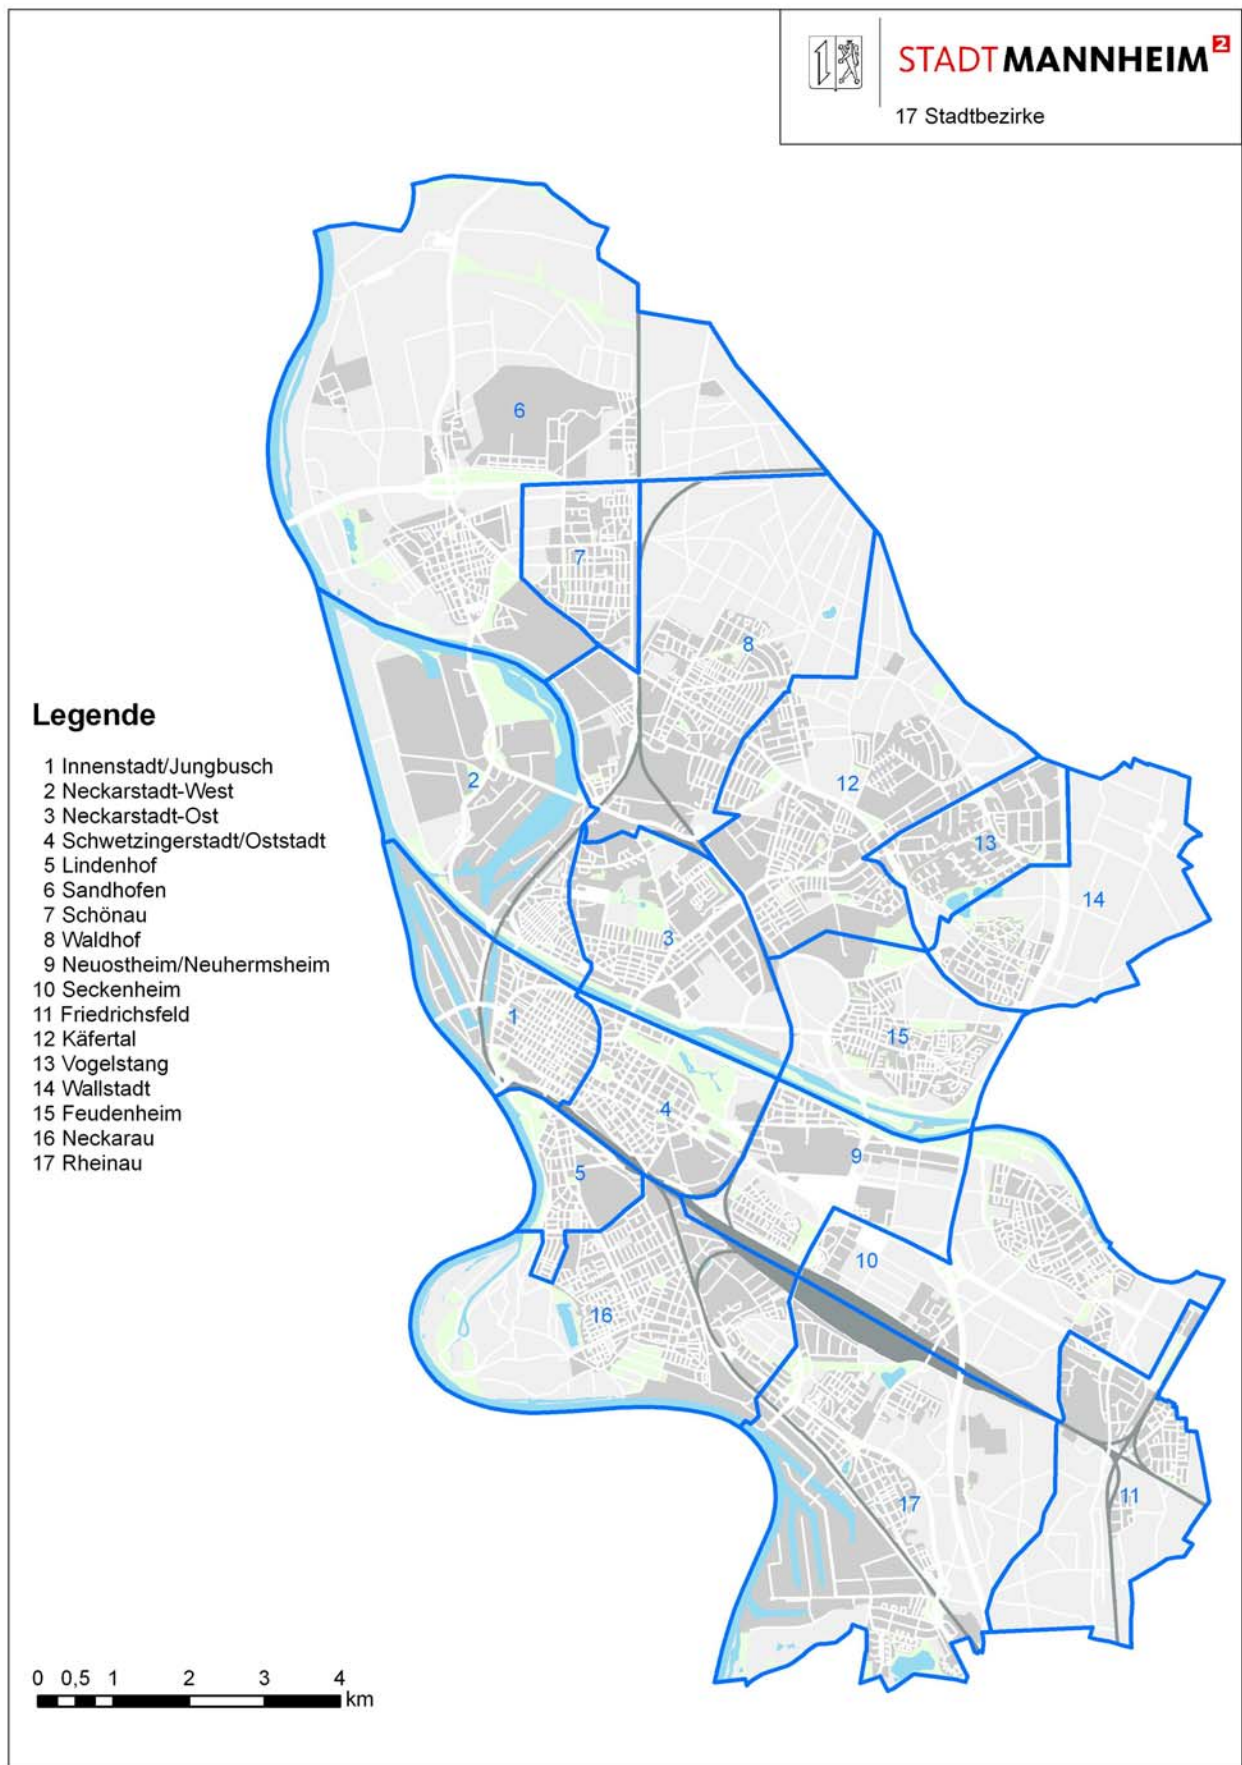 STADT MANNHEIM²
17 Stadtbezirke
6
7
8
2
12
13
14
3
1
15
4
9
5
10
16
17
11
Legende
1 Innenstadt/Jungbusch
2 Neckarstadt-West
3 Neckarstadt-Ost
4 Schwetzingerstadt/Oststadt
5 Lindenhof
6 Sandhofen
7 Schönau
8 Waldhof
9 Neuostheim/Neuhermsheim
10 Seckenheim
11 Friedrichsfeld
12 Käfertal
13 Vogelstang
14 Wallstadt
15 Feudenheim
16 Neckarau
17 Rheinau
0 0,5 1 2 3 4
km